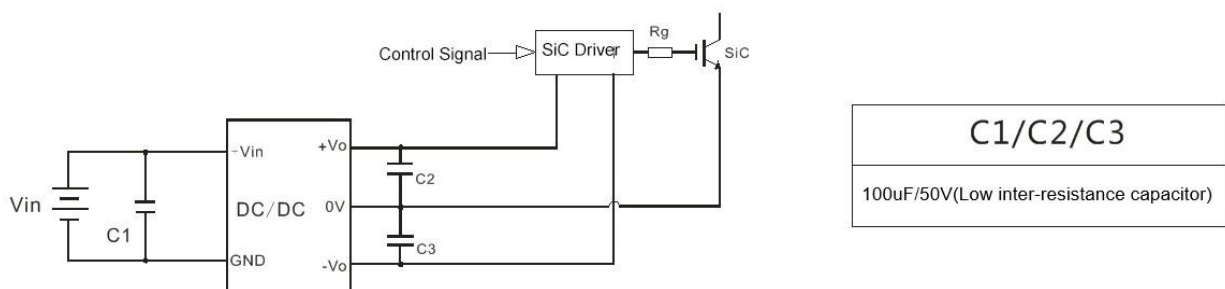 Control Signal
SiC Driver
Rg
SiC
Vin
C1
+Vin
DC/DC
GND
+Vo
0V
-Vo
C2
C3
C1/C2/C3
100uF/50V(Low inter-resistance capacitor)